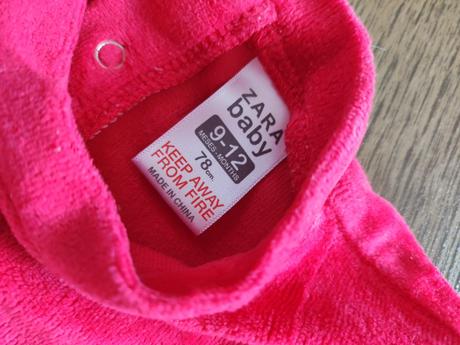 ZARA
baby
9-12
MESES-MONTHS
78cm.
KEEP AWAY
FROM FIRE
MADE IN CHINA